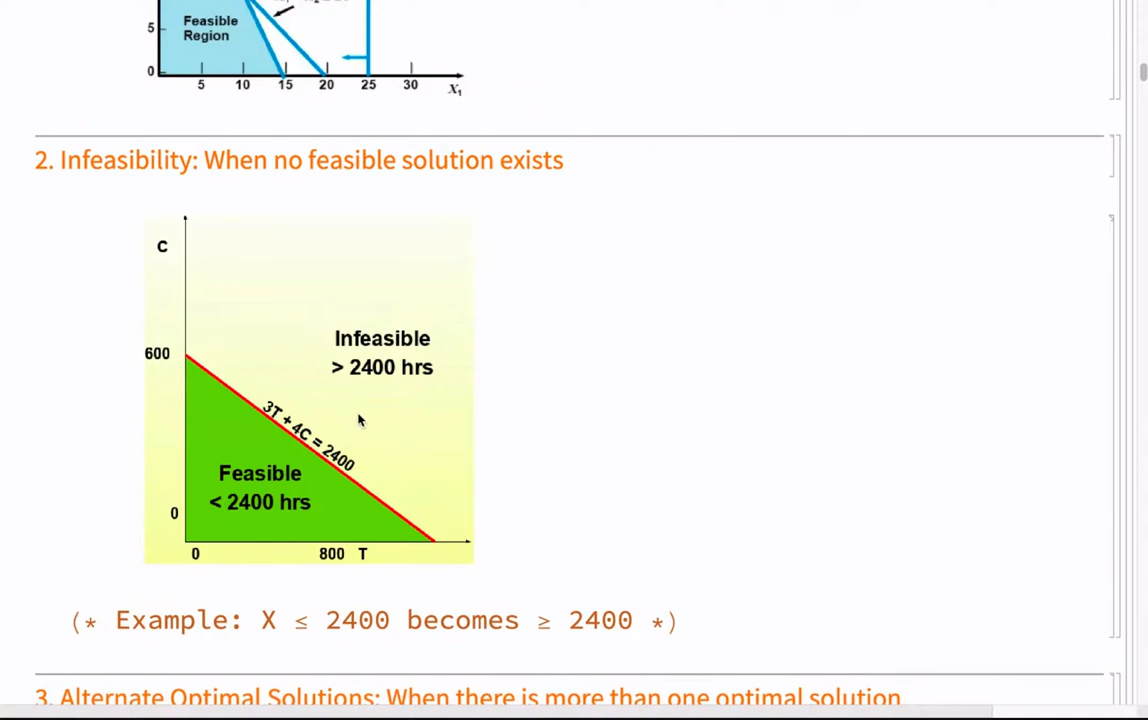 5
Feasible
Region
0
5 10 15 20 25 30 X1
2. Infeasibility: When no feasible solution exists
C
Infeasible
> 2400 hrs
600
3T + 4C = 2400
Feasible
< 2400 hrs
0
0 800 T
(* Example: X ≤ 2400 becomes ≥ 2400 *)
3. Alternate Optimal Solutions: When there is more than one optimal solution